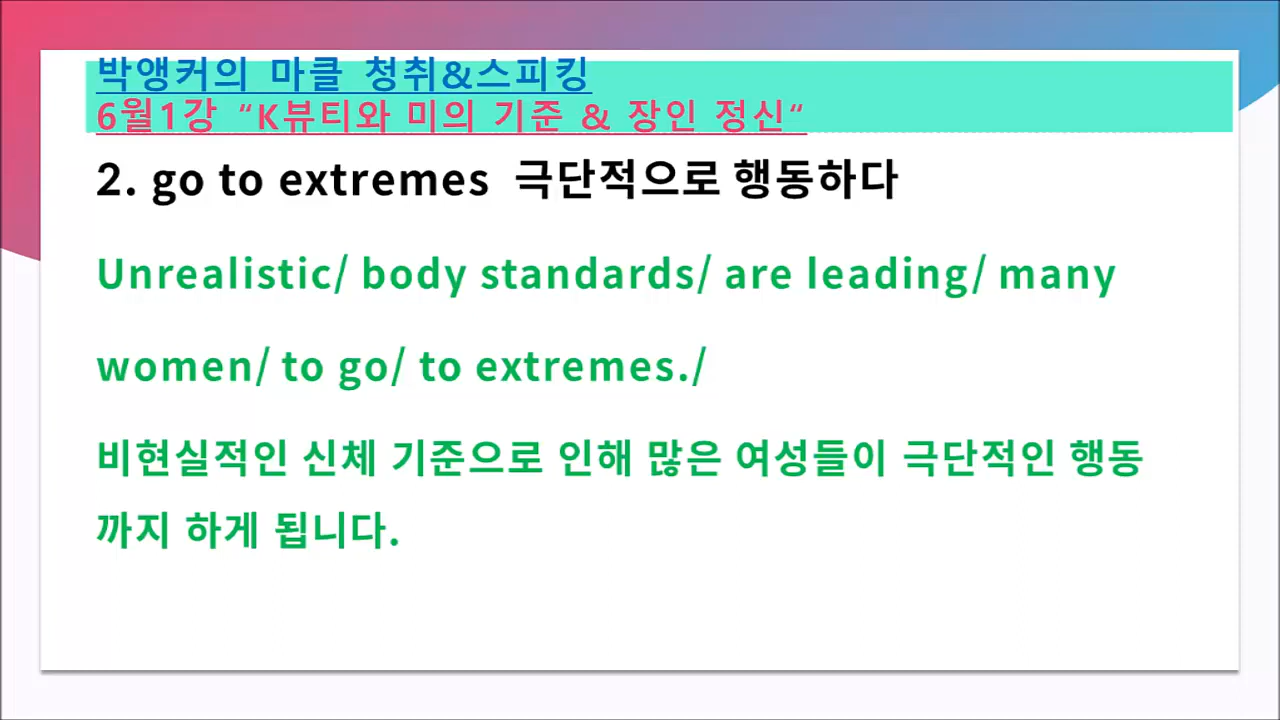 박앵커의 마클 청취&스피킹
6월1강 “K뷰티와 미의 기준 & 장인 정신“
2. go to extremes 극단적으로 행동하다
Unrealistic/ body standards/ are leading/ many
women/ to go/ to extremes./
비현실적인 신체 기준으로 인해 많은 여성들이 극단적인 행동
까지 하게 됩니다.